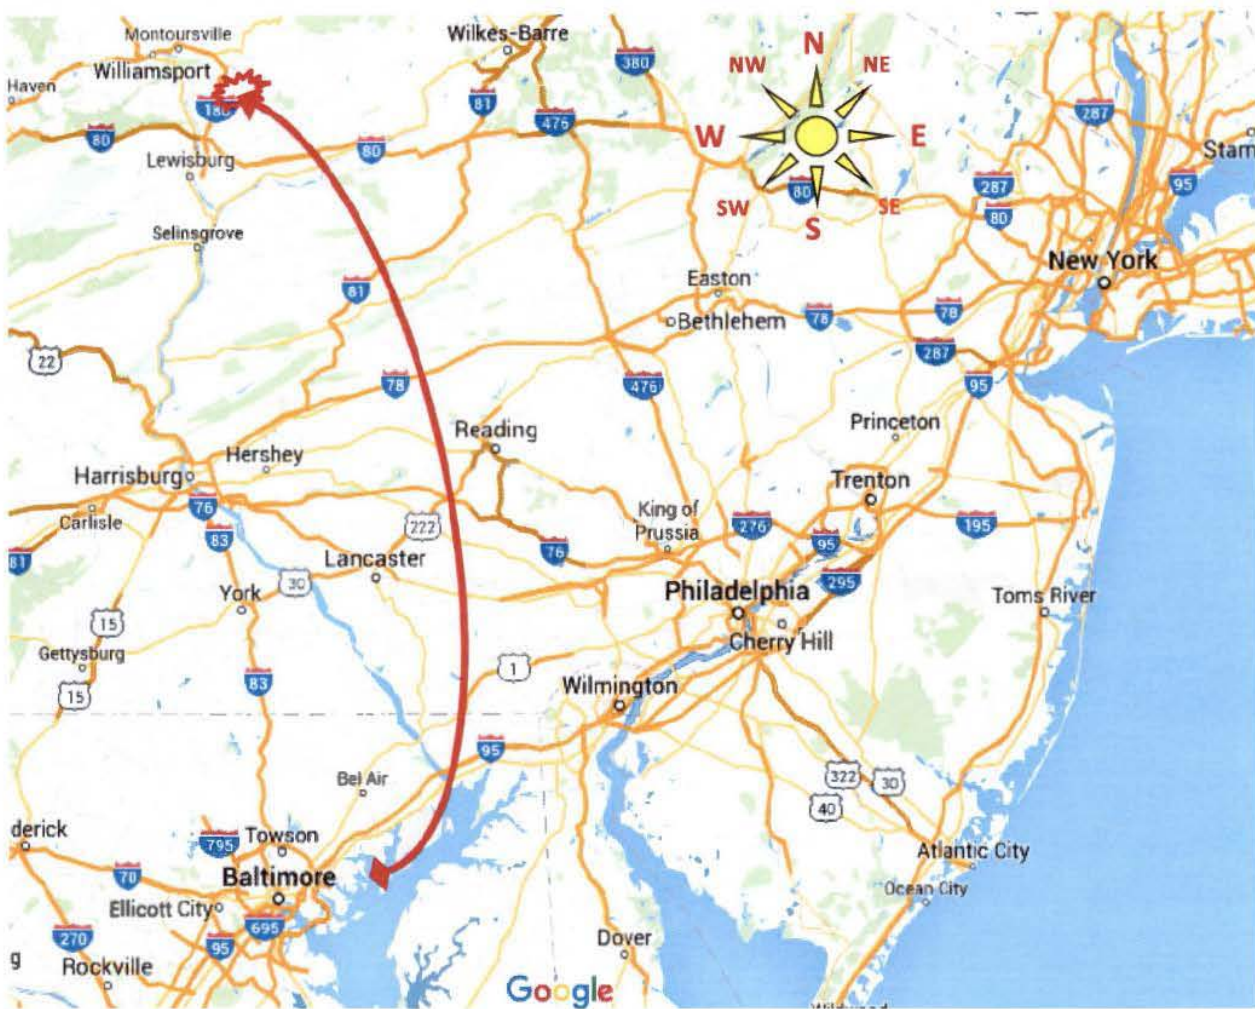 Montoursville
Wilkes-Barre
Williamsport
Haven
380
N
NW
NE
81
180
476
287
80
80
W
E
Stam
Lewisburg
80
287
95
SW
S
SE
80
Selinsgrove
New York
Easton
81
Bethlehem
78
78
22
287
78
476
95
Reading
Princeton
Hershey
Harrisburg
Trenton
76
King of
Prussia
Carlisle
222
276
195
83
95
81
76
Lancaster
30
295
York
Philadelphia
Toms River
15
Cherry Hill
Gettysburg
1
83
Wilmington
15
95
Bel Air
322
30
40
derick
795
Towson
Atlantic City
70
Baltimore
Ocean City
Ellicott City
695
270
95
Dover
g
Rockville
Google